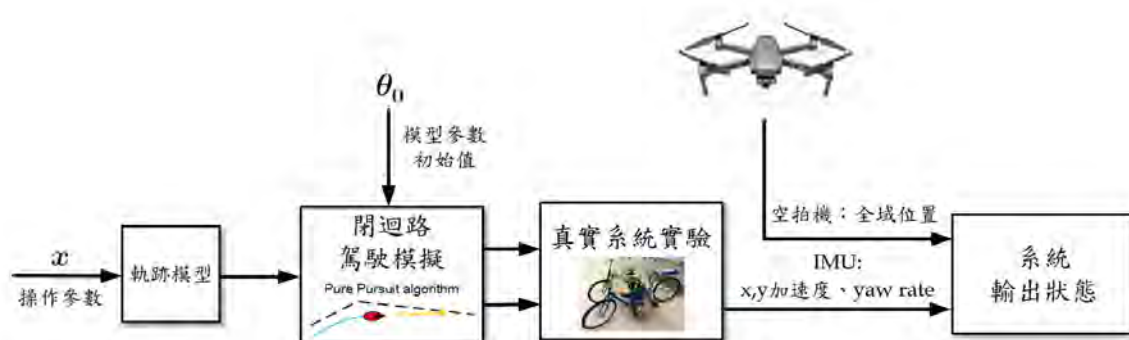 θ₀
模型參數
初始值
x
操作參數
軌跡模型
閉迴路
駕駛模擬
Pure Pursuit algorithm
真實系統實驗
空拍機：全域位置
IMU:
x,y加速度、yaw rate
系統
輸出狀態